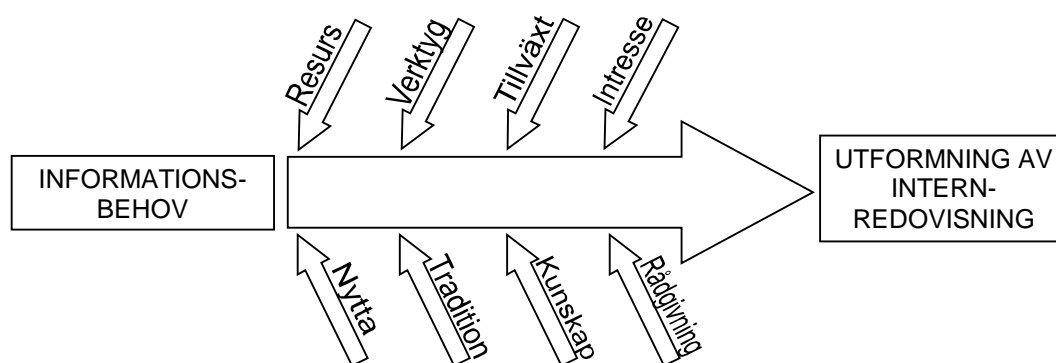 Resurs
Verktyg
Tillväxt
Intresse
INFORMATIONS-
BEHOV
UTFORMNING AV
INTERN-
REDOVISNING
Nytta
Tradition
Kunskap
Rådgivning